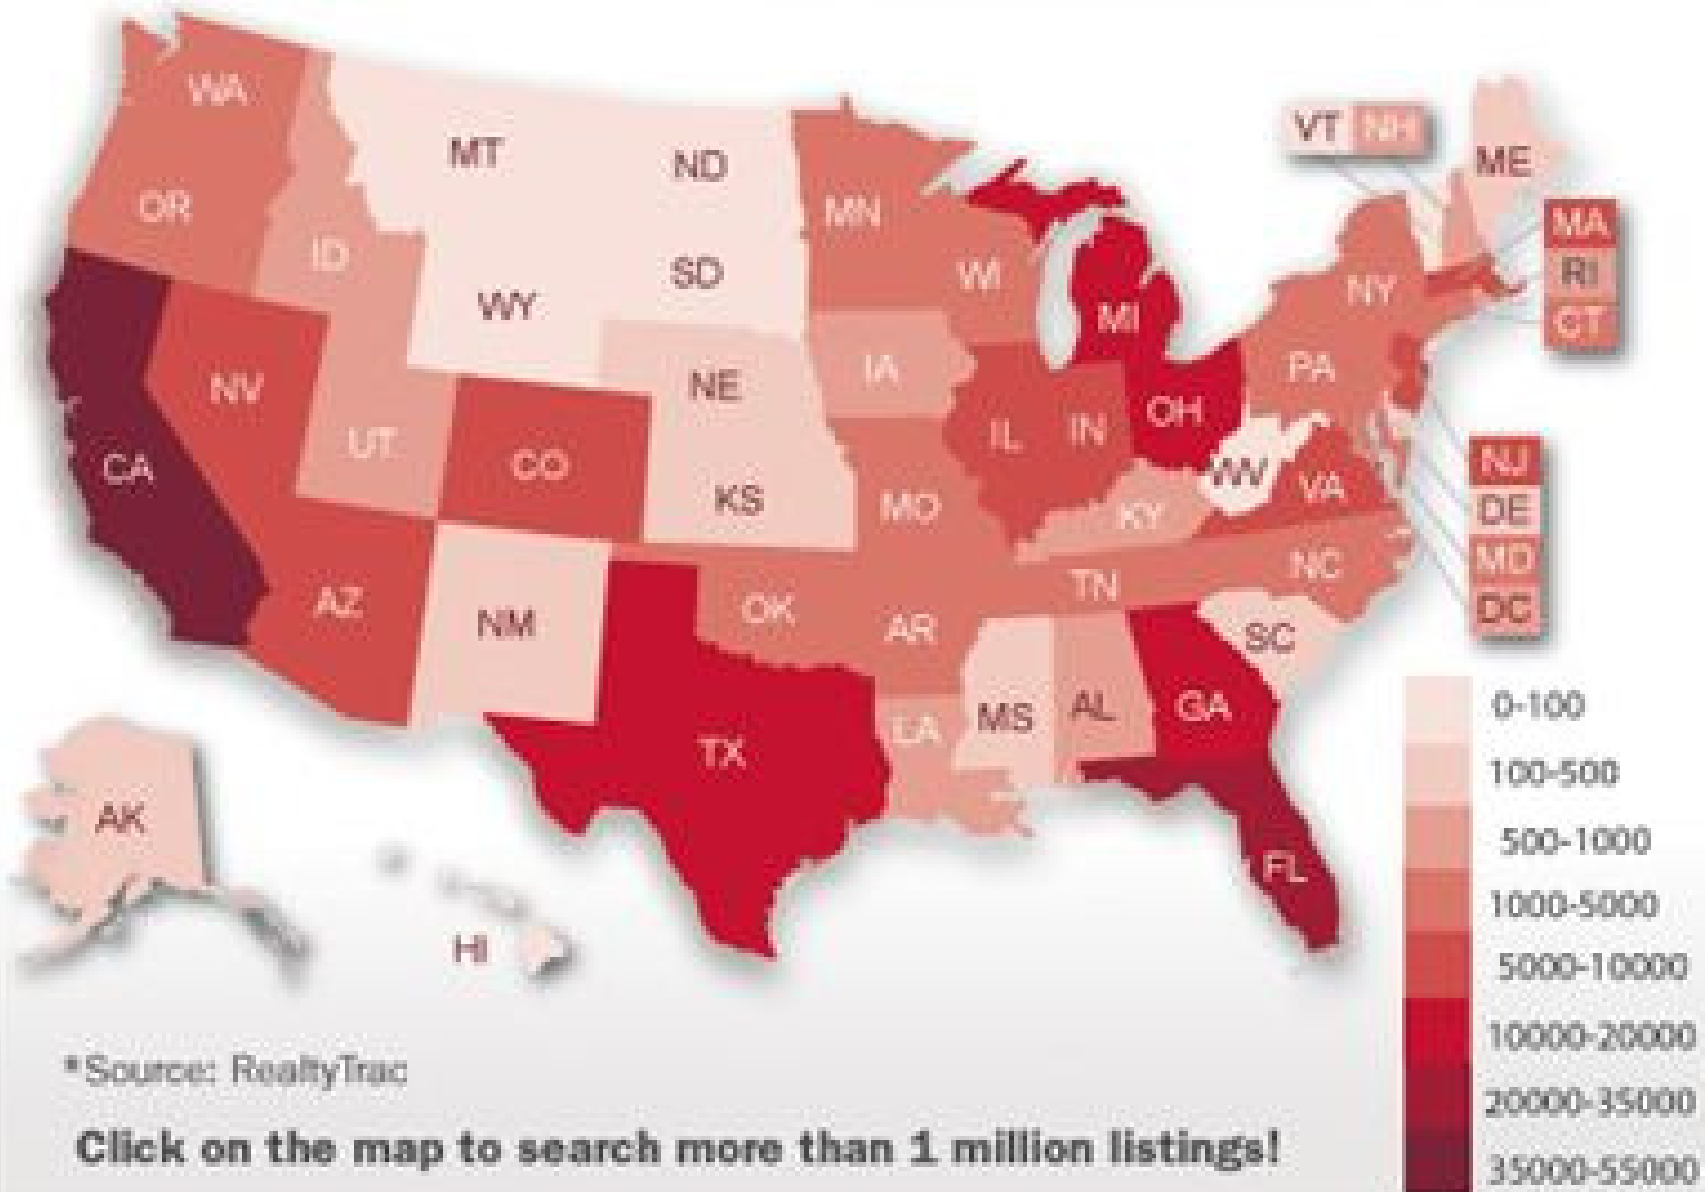 WA
MT
ND
VT NH
ME
OR
MN
MA
ID
SD
WI
RI
WY
NY
MI
CT
IA
PA
NV
NE
OH
UT
IL
IN
CO
CA
WV
NJ
KS
MO
VA
KY
DE
MD
NC
TN
AZ
OK
DC
NM
AR
SC
MS
AL
GA
0-100
LA
TX
100-500
AK
500-1000
FL
1000-5000
HI
5000-10000
10000-20000
*Source: RealtyTrac
20000-35000
Click on the map to search more than 1 million listings!
35000-55000